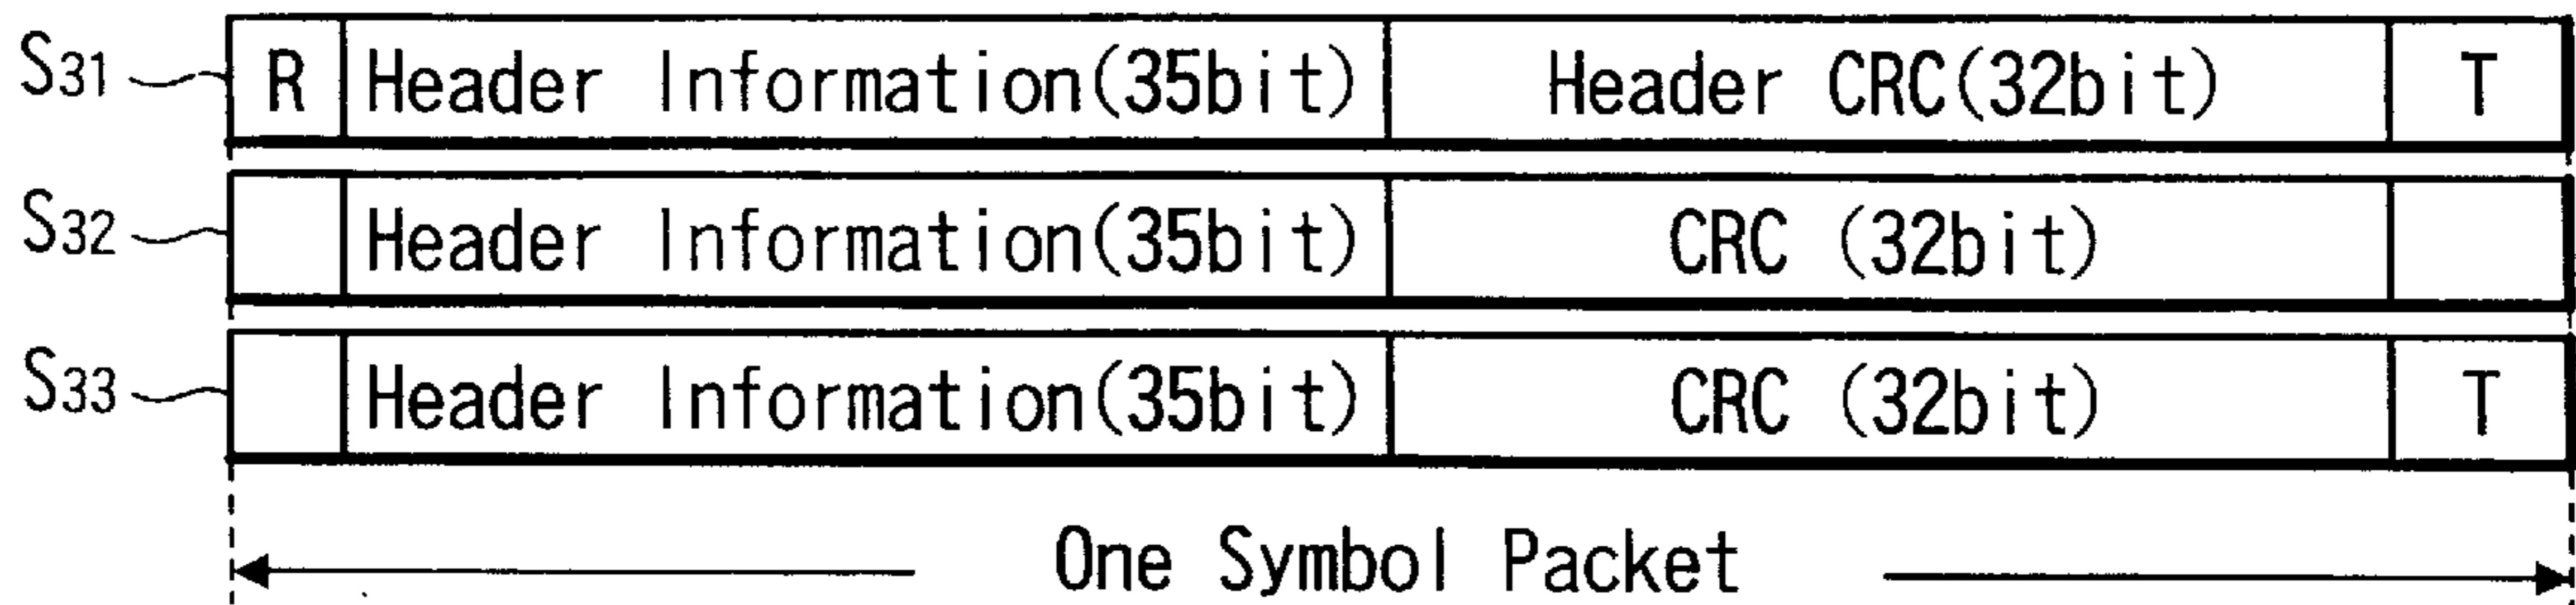 S31 R Header Information(35bit) Header CRC(32bit) T
S32 Header Information(35bit) CRC (32bit)
S33 Header Information(35bit) CRC (32bit) T
One Symbol Packet